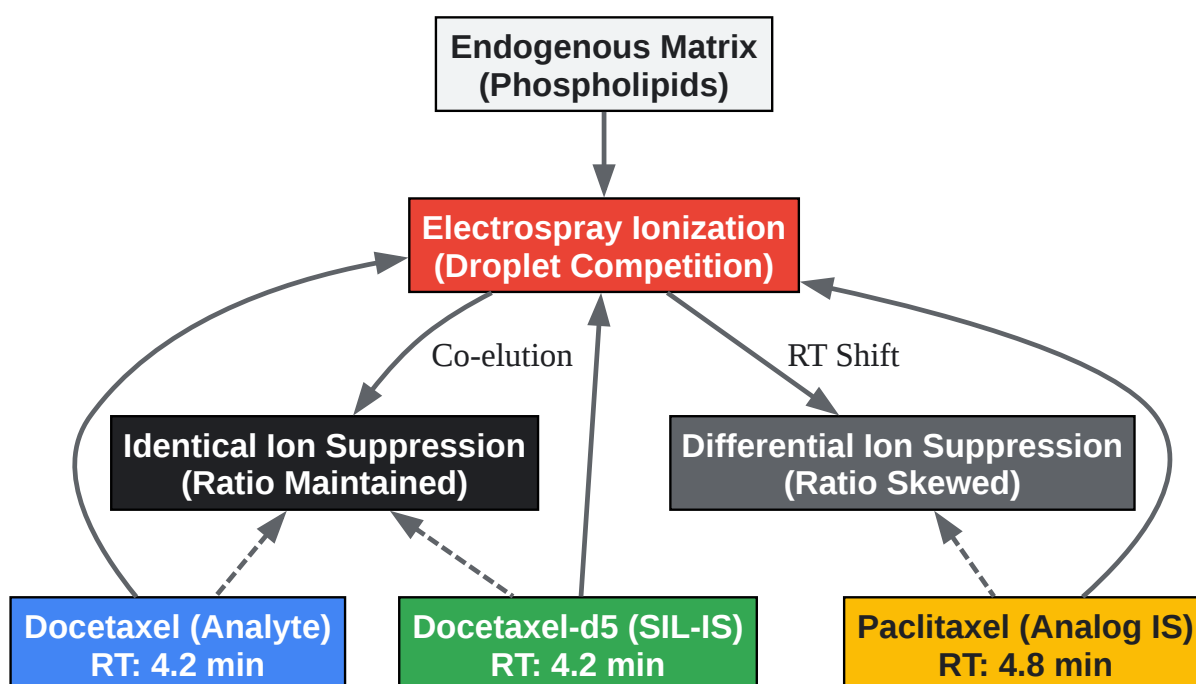 Endogenous Matrix
(Phospholipids)
Electrospray Ionization
(Droplet Competition)
Co-elution
RT Shift
Identical Ion Suppression
(Ratio Maintained)
Differential Ion Suppression
(Ratio Skewed)
Docetaxel (Analyte)
RT: 4.2 min
Docetaxel-d5 (SIL-IS)
RT: 4.2 min
Paclitaxel (Analog IS)
RT: 4.8 min